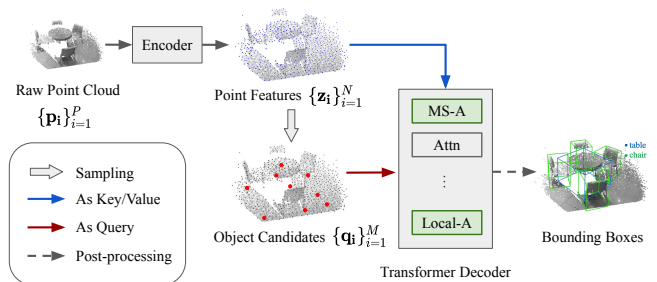 Encoder
Raw Point Cloud
{p_i}_{i=1}^P
Point Features {z_i}_{i=1}^N
MS-A
Attn
⋮
Local-A
Transformer Decoder
Object Candidates {q_i}_{i=1}^M
table
chair
Bounding Boxes
Sampling
As Key/Value
As Query
Post-processing